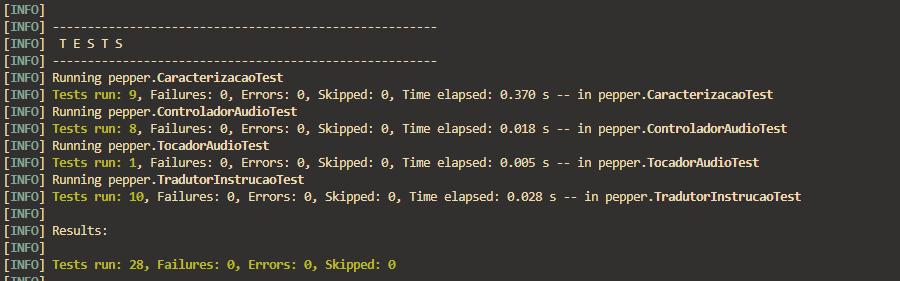 [INFO]
[INFO] -------------------------------------------------------
[INFO]  T E S T S
[INFO] -------------------------------------------------------
[INFO] Running pepper.CaracterizacaoTest
[INFO] Tests run: 9, Failures: 0, Errors: 0, Skipped: 0, Time elapsed: 0.370 s -- in pepper.CaracterizacaoTest
[INFO] Running pepper.ControladorAudioTest
[INFO] Tests run: 8, Failures: 0, Errors: 0, Skipped: 0, Time elapsed: 0.018 s -- in pepper.ControladorAudioTest
[INFO] Running pepper.TocadorAudioTest
[INFO] Tests run: 1, Failures: 0, Errors: 0, Skipped: 0, Time elapsed: 0.005 s -- in pepper.TocadorAudioTest
[INFO] Running pepper.TradutorInstrucaoTest
[INFO] Tests run: 10, Failures: 0, Errors: 0, Skipped: 0, Time elapsed: 0.028 s -- in pepper.TradutorInstrucaoTest
[INFO]
[INFO] Results:
[INFO]
[INFO] Tests run: 28, Failures: 0, Errors: 0, Skipped: 0
[INFO]